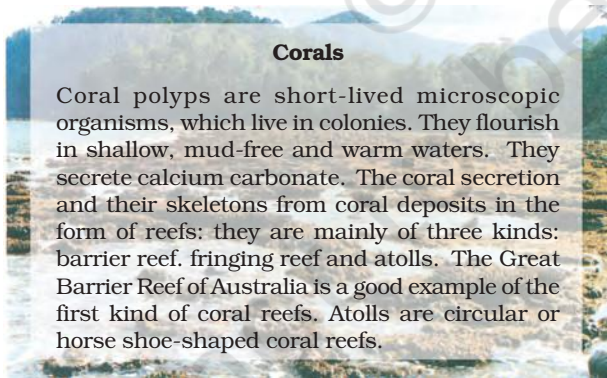 Corals
Coral polyps are short-lived microscopic
organisms, which live in colonies. They flourish
in shallow, mud-free and warm waters. They
secrete calcium carbonate. The coral secretion
and their skeletons from coral deposits in the
form of reefs: they are mainly of three kinds:
barrier reef. fringing reef and atolls. The Great
Barrier Reef of Australia is a good example of the
first kind of coral reefs. Atolls are circular or
horse shoe-shaped coral reefs.